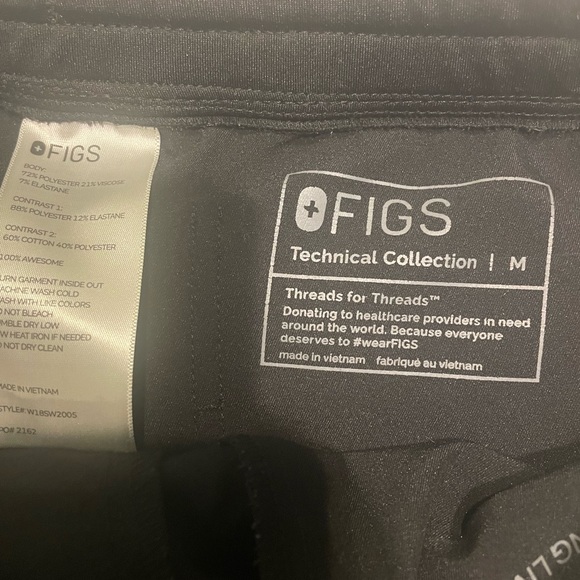 FIGS
BODY:
72% POLYESTER 21% VISCOSE
7% ELASTANE
CONTRAST 1:
88% POLYESTER 12% ELASTANE
CONTRAST 2:
60% COTTON 40% POLYESTER
100% AWESOME
URN GARMENT INSIDE OUT
ACHINE WASH COLD
ASH WITH LIKE COLORS
O NOT BLEACH
MBLE DRY LOW
W HEAT IRON IF NEEDED
O NOT DRY CLEAN
MADE IN VIETNAM
STYLE# W18SW2005
PO# 2162
FIGS
Technical Collection | M
Threads for Threads™
Donating to healthcare providers in need
around the world. Because everyone
deserves to #wearFIGS
made in vietnam fabriqué au vietnam